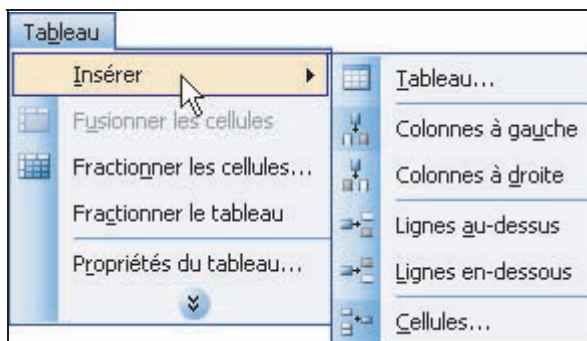 Tableau
Insérer
Fusionner les cellules
Fractionner les cellules...
Fractionner le tableau
Propriétés du tableau...
Tableau...
Colonnes à gauche
Colonnes à droite
Lignes au-dessus
Lignes en-dessous
Cellules...